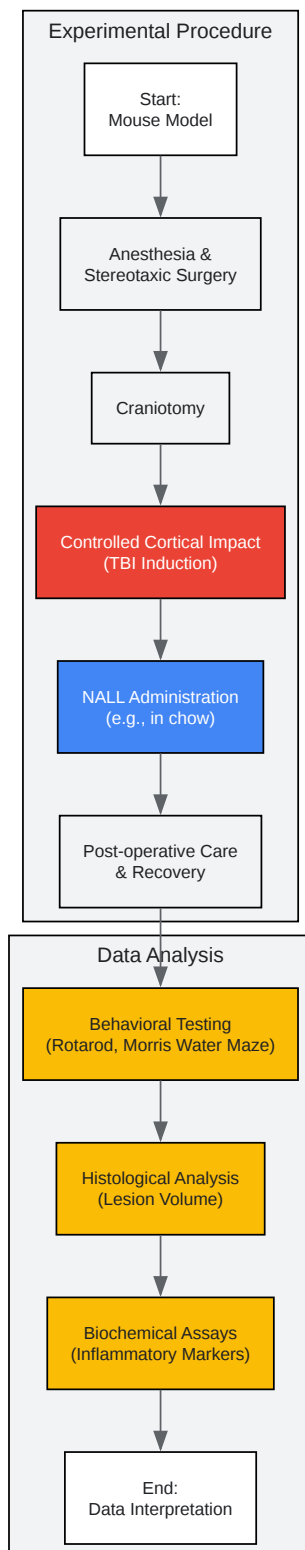 Experimental Procedure
Start:
Mouse Model
Anesthesia &
Stereotaxic Surgery
Craniotomy
Controlled Cortical Impact
(TBI Induction)
NALL Administration
(e.g., in chow)
Post-operative Care
& Recovery
Data Analysis
Behavioral Testing
(Rotarod, Morris Water Maze)
Histological Analysis
(Lesion Volume)
Biochemical Assays
(Inflammatory Markers)
End:
Data Interpretation